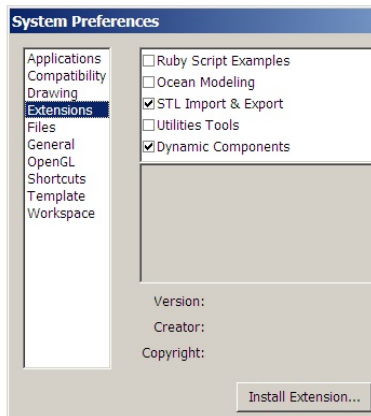 System Preferences
Applications
Compatibility
Drawing
Extensions
Files
General
OpenGL
Shortcuts
Template
Workspace
Ruby Script Examples
Ocean Modeling
STL Import & Export
Utilities Tools
Dynamic Components
Version:
Creator:
Copyright:
Install Extension...